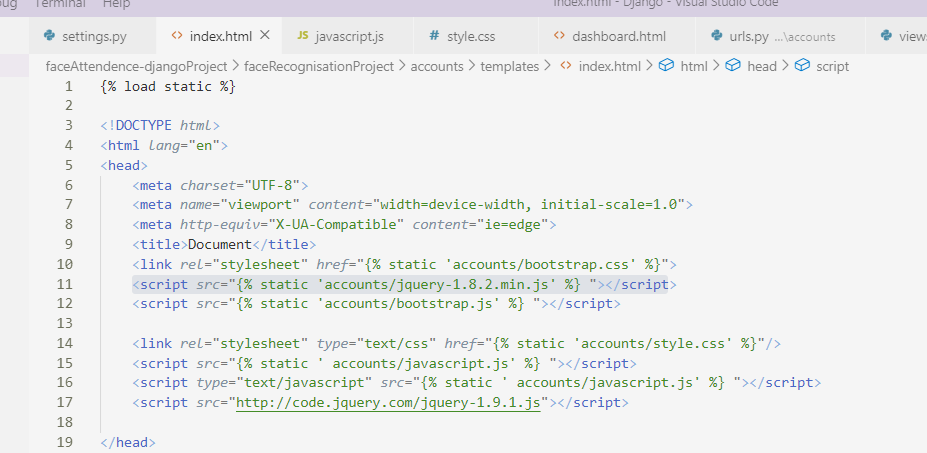 Terminal Help
Index.html - Django - Visual Studio Code
settings.py index.html JS javascript.js # style.css dashboard.html urls.py ...\accounts
faceAttendence-djangoProject > faceRecognisationProject > accounts > templates > index.html > html > head > script
1 {% load static %}
2
3 <!DOCTYPE html>
4 <html lang="en">
5 <head>
6 <meta charset="UTF-8">
7 <meta name="viewport" content="width=device-width, initial-scale=1.0">
8 <meta http-equiv="X-UA-Compatible" content="ie=edge">
9 <title>Document</title>
10 <link rel="stylesheet" href="{% static 'accounts/bootstrap.css' %}">
11 <script src="{% static 'accounts/jquery-1.8.2.min.js' %} "></script>
12 <script src="{% static 'accounts/bootstrap.js' %} "></script>
13
14 <link rel="stylesheet" type="text/css" href="{% static 'accounts/style.css' %}"/>
15 <script src="{% static ' accounts/javascript.js' %} "></script>
16 <script type="text/javascript" src="{% static ' accounts/javascript.js' %} "></script>
17 <script src="http://code.jquery.com/jquery-1.9.1.js"></script>
18
19 </head>